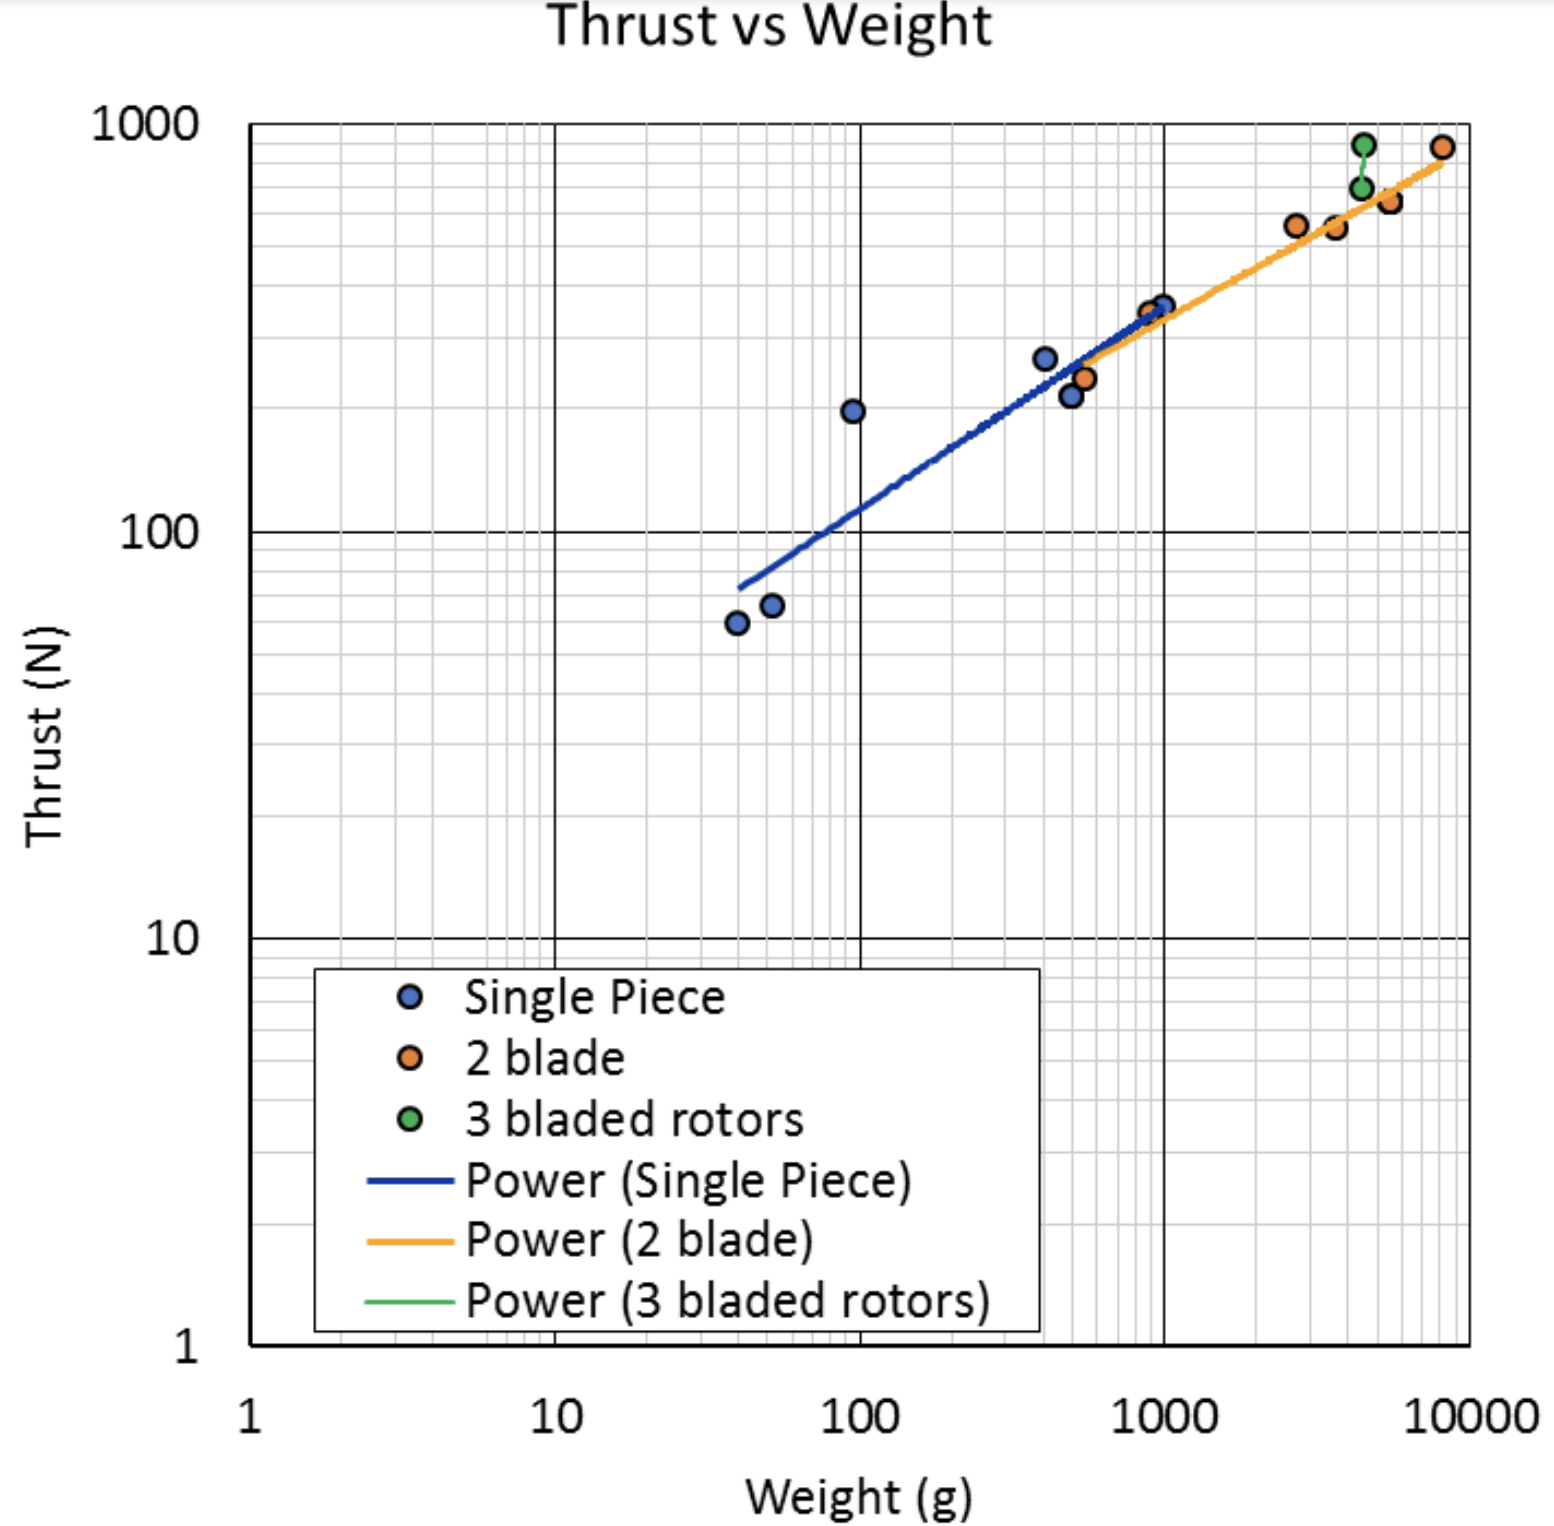 Thrust vs Weight
1000
100
10
1
Thrust (N)
Single Piece
2 blade
3 bladed rotors
Power (Single Piece)
Power (2 blade)
Power (3 bladed rotors)
1 10 100 1000 10000
Weight (g)